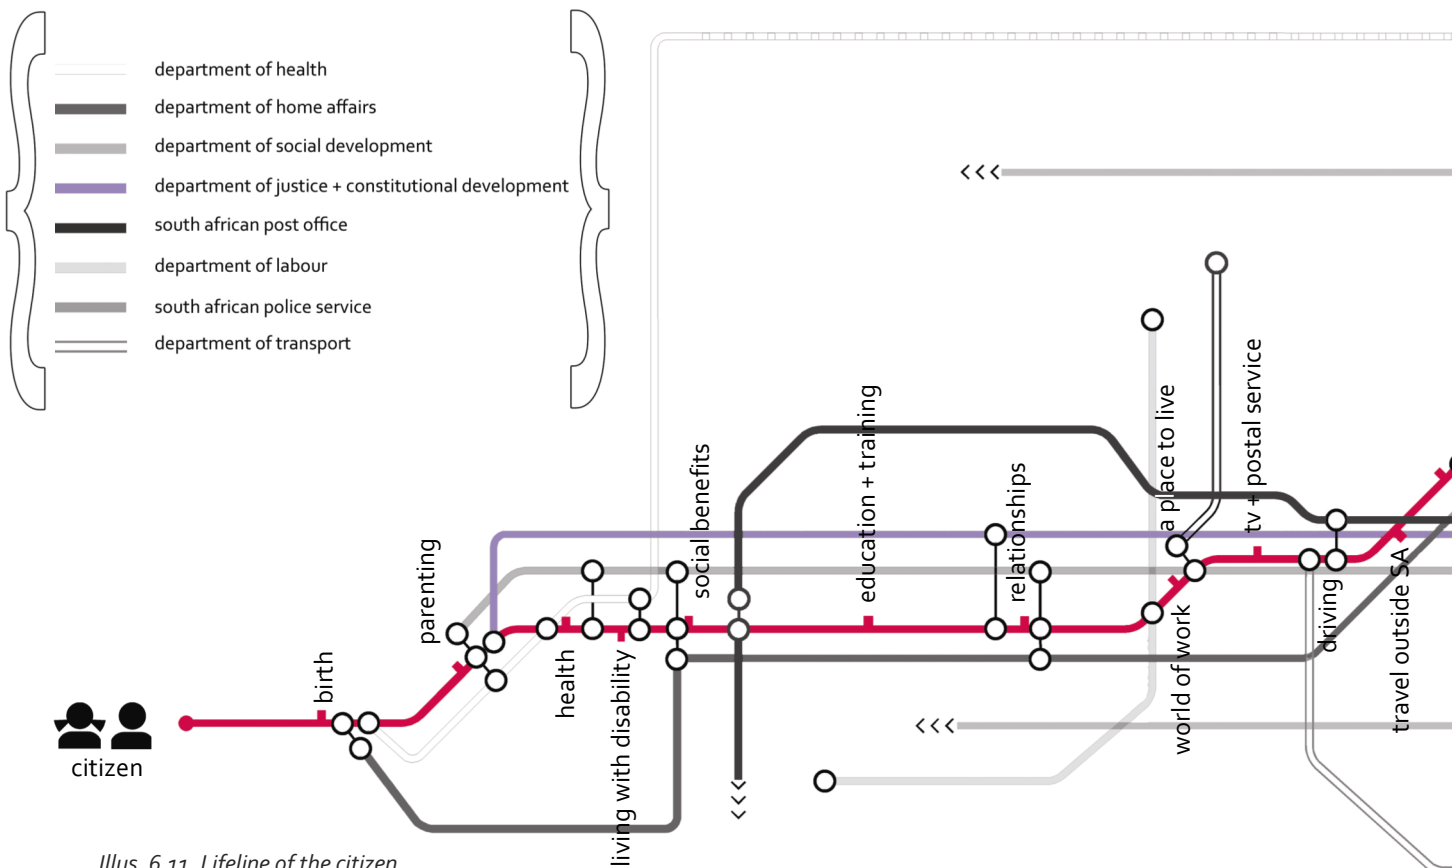 department of health
department of home affairs
department of social development
department of justice + constitutional development
south african post office
department of labour
south african police service
department of transport
citizen
birth
parenting
health
living with disability
social benefits
education + training
relationships
a place to live
world of work
tv + postal service
driving
travel outside SA
Illus. 6.11 Lifeline of the citizen